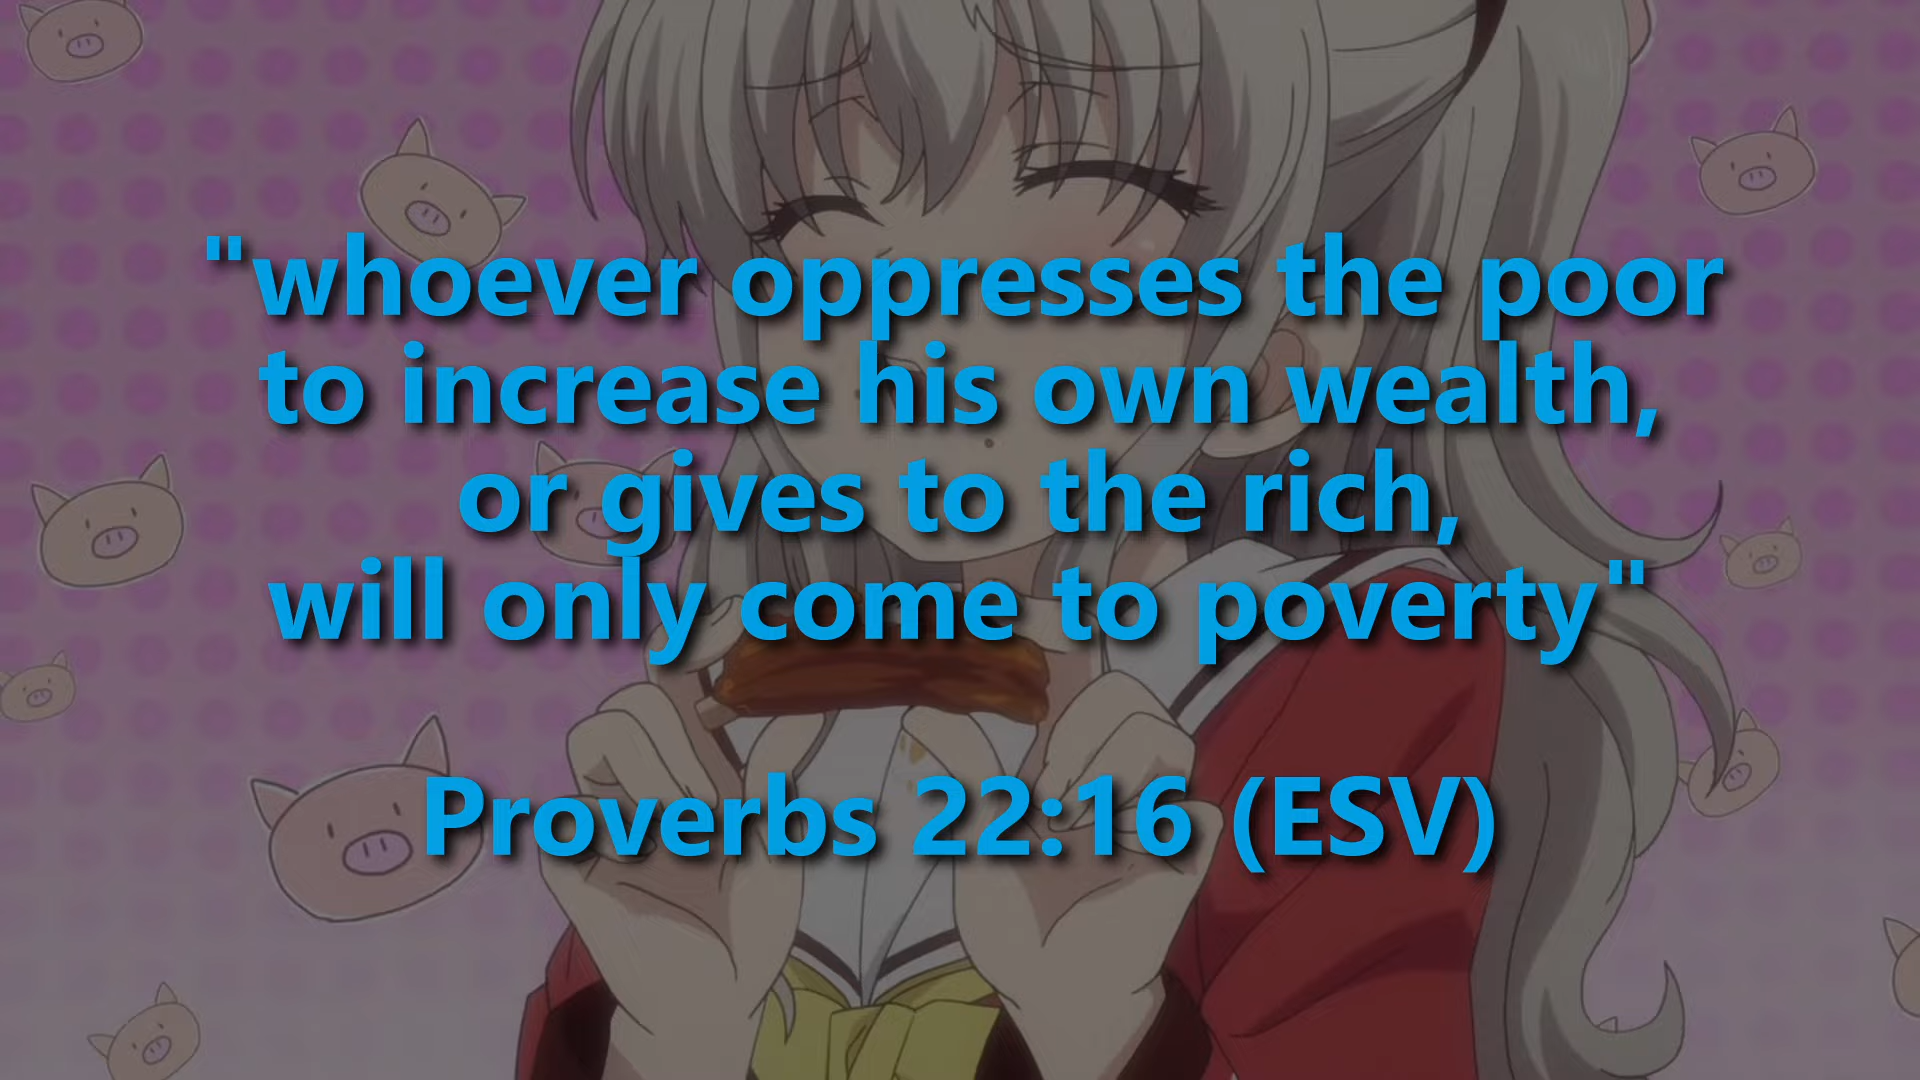 "whoever oppresses the poor
to increase his own wealth,
or gives to the rich,
will only come to poverty"
Proverbs 22:16 (ESV)